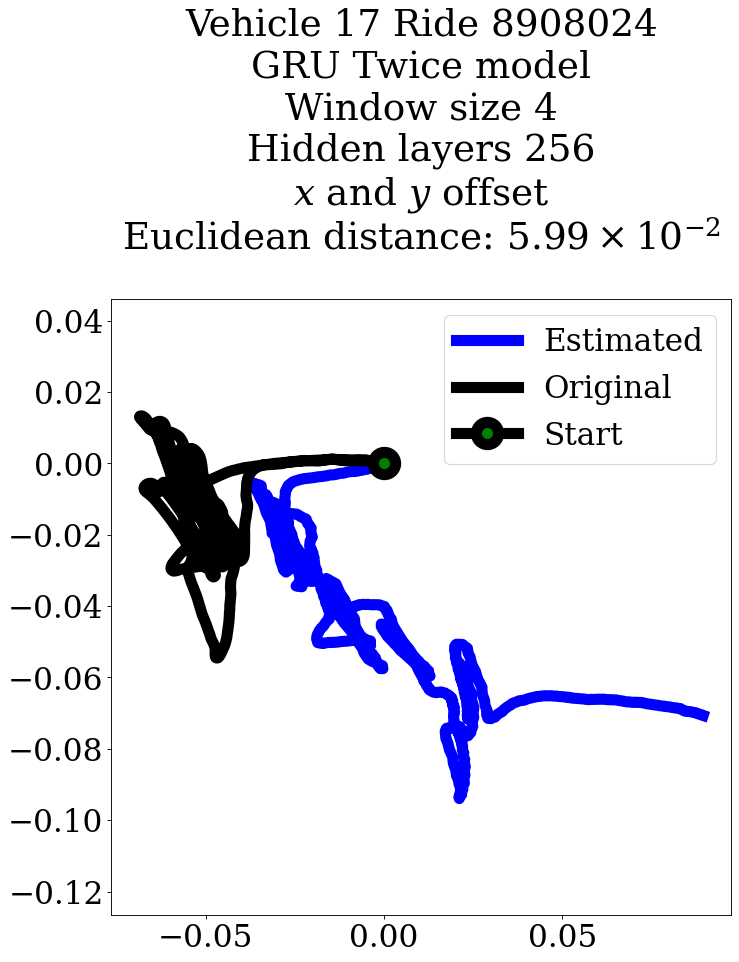 Vehicle 17 Ride 8908024
GRU Twice model
Window size 4
Hidden layers 256
x and y offset
Euclidean distance: 5.99 × 10⁻²
Estimated
Original
Start
0.04
0.02
0.00
−0.02
−0.04
−0.06
−0.08
−0.10
−0.12
−0.05 0.00 0.05